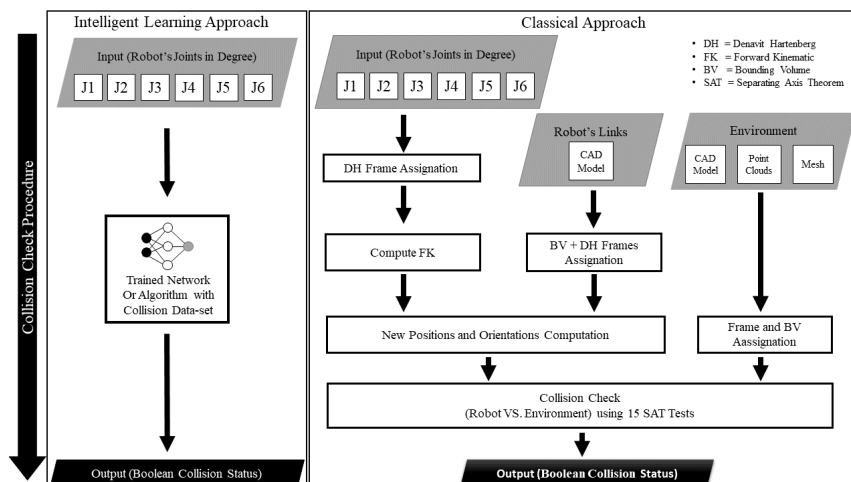 Collision Check Procedure
Intelligent Learning Approach
Input (Robot's Joints in Degree)
J1 J2 J3 J4 J5 J6
Trained Network
Or Algorithm with
Collision Data-set
Output (Boolean Collision Status)
Classical Approach
Input (Robot's Joints in Degree)
J1 J2 J3 J4 J5 J6
• DH = Denavit Hartenberg
• FK = Forward Kinematic
• BV = Bounding Volume
• SAT = Separating Axis Theorem
Robot's Links
CAD
Model
Environment
CAD
Model
Point
Clouds
Mesh
DH Frame Assignation
Compute FK
BV + DH Frames
Assignation
New Positions and Orientations Computation
Frame and BV
Aassignation
Collision Check
(Robot VS. Environment) using 15 SAT Tests
Output (Boolean Collision Status)